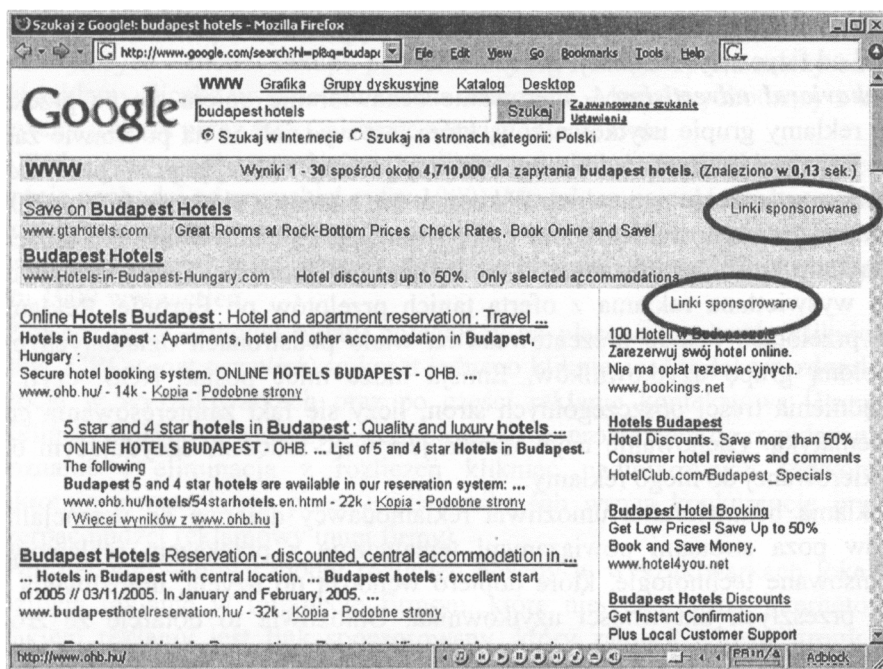 Szukaj z Google!: budapest hotels - Mozilla Firefox
http://www.google.com/search?hl=pl&q=budap File Edit View Go Bookmarks Tools Help
WWW Grafika Grupy dyskusyjne Katalog Desktop
Google
budapest hotels Szukaj Zaawansowane szukanie
Ustawienia
Szukaj w Internecie Szukaj na stronach kategorii: Polski
WWW Wyniki 1 - 30 spośród około 4,710,000 dla zapytania budapest hotels. (Znaleziono w 0,13 sek.)
Save on Budapest Hotels
Linki sponsorowane
www.gtahotels.com Great Rooms at Rock-Bottom Prices Check Rates, Book Online and Save!
Budapest Hotels
www.Hotels-in-Budapest-Hungary.com Hotel discounts up to 50%. Only selected accommodations
Online Hotels Budapest : Hotel and apartment reservation : Travel ...
Hotels in Budapest : Apartments, hotel and other accommodation in Budapest,
Hungary :
Secure hotel booking system. ONLINE HOTELS BUDAPEST - OHB. ...
www.ohb.hu/ - 14k - Kopia - Podobne strony
5 star and 4 star hotels in Budapest : Quality and luxury hotels ...
ONLINE HOTELS BUDAPEST - OHB. ... List of 5 and 4 star Hotels in Budapest.
The following
Budapest 5 and 4 star hotels are available in our reservation system: ...
www.ohb.hu/hotels/54starhotels.en.html - 22k - Kopia - Podobne strony
[ Więcej wyników z www.ohb.hu ]
Budapest Hotels Reservation - discounted, central accommodation in ...
... Hotels in Budapest with central location. ... Budapest hotels : excellent start
of 2005 // 03/11/2005. In January and February, 2005. ...
www.budapesthotelreservation.hu/ - 32k - Kopia - Podobne strony
Linki sponsorowane
100 Hoteli w Budapeszcie
Zarezerwuj swój hotel online.
Nie ma opłat rezerwacyjnych.
www.bookings.net
Hotels Budapest
Hotel Discounts. Save more than 50%
Consumer hotel reviews and comments
HotelClub.com/Budapest_Specials
Budapest Hotel Booking
Get Low Prices! Save Up to 50%
Book and Save Money.
www.hotel4you.net
Budapest Hotels Discounts
Get Instant Confirmation
Plus Local Customer Support
http://www.ohb.hu/ Adblock